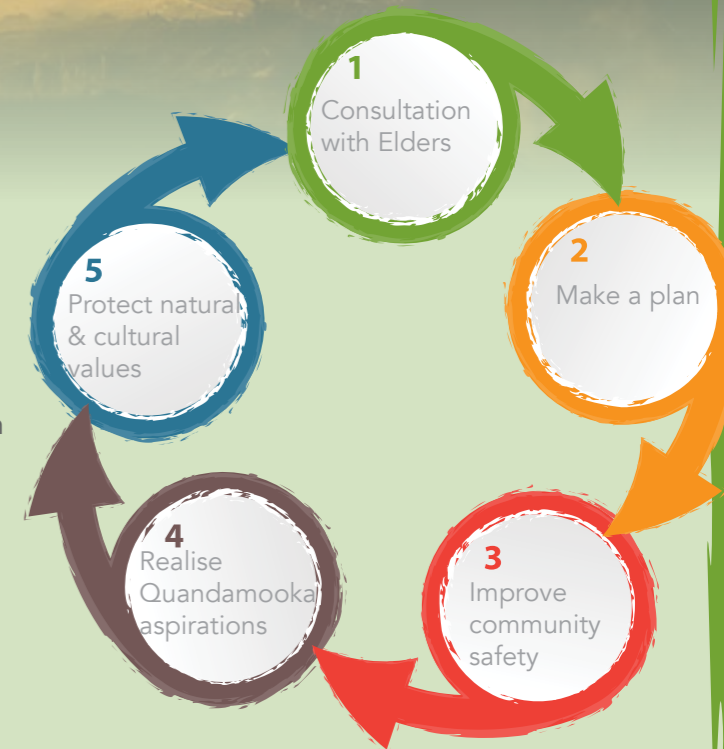 1
Consultation
with Elders
2
Make a plan
3
Improve
community
safety
4
Realise
Quandamooka
aspirations
5
Protect natural
& cultural
values